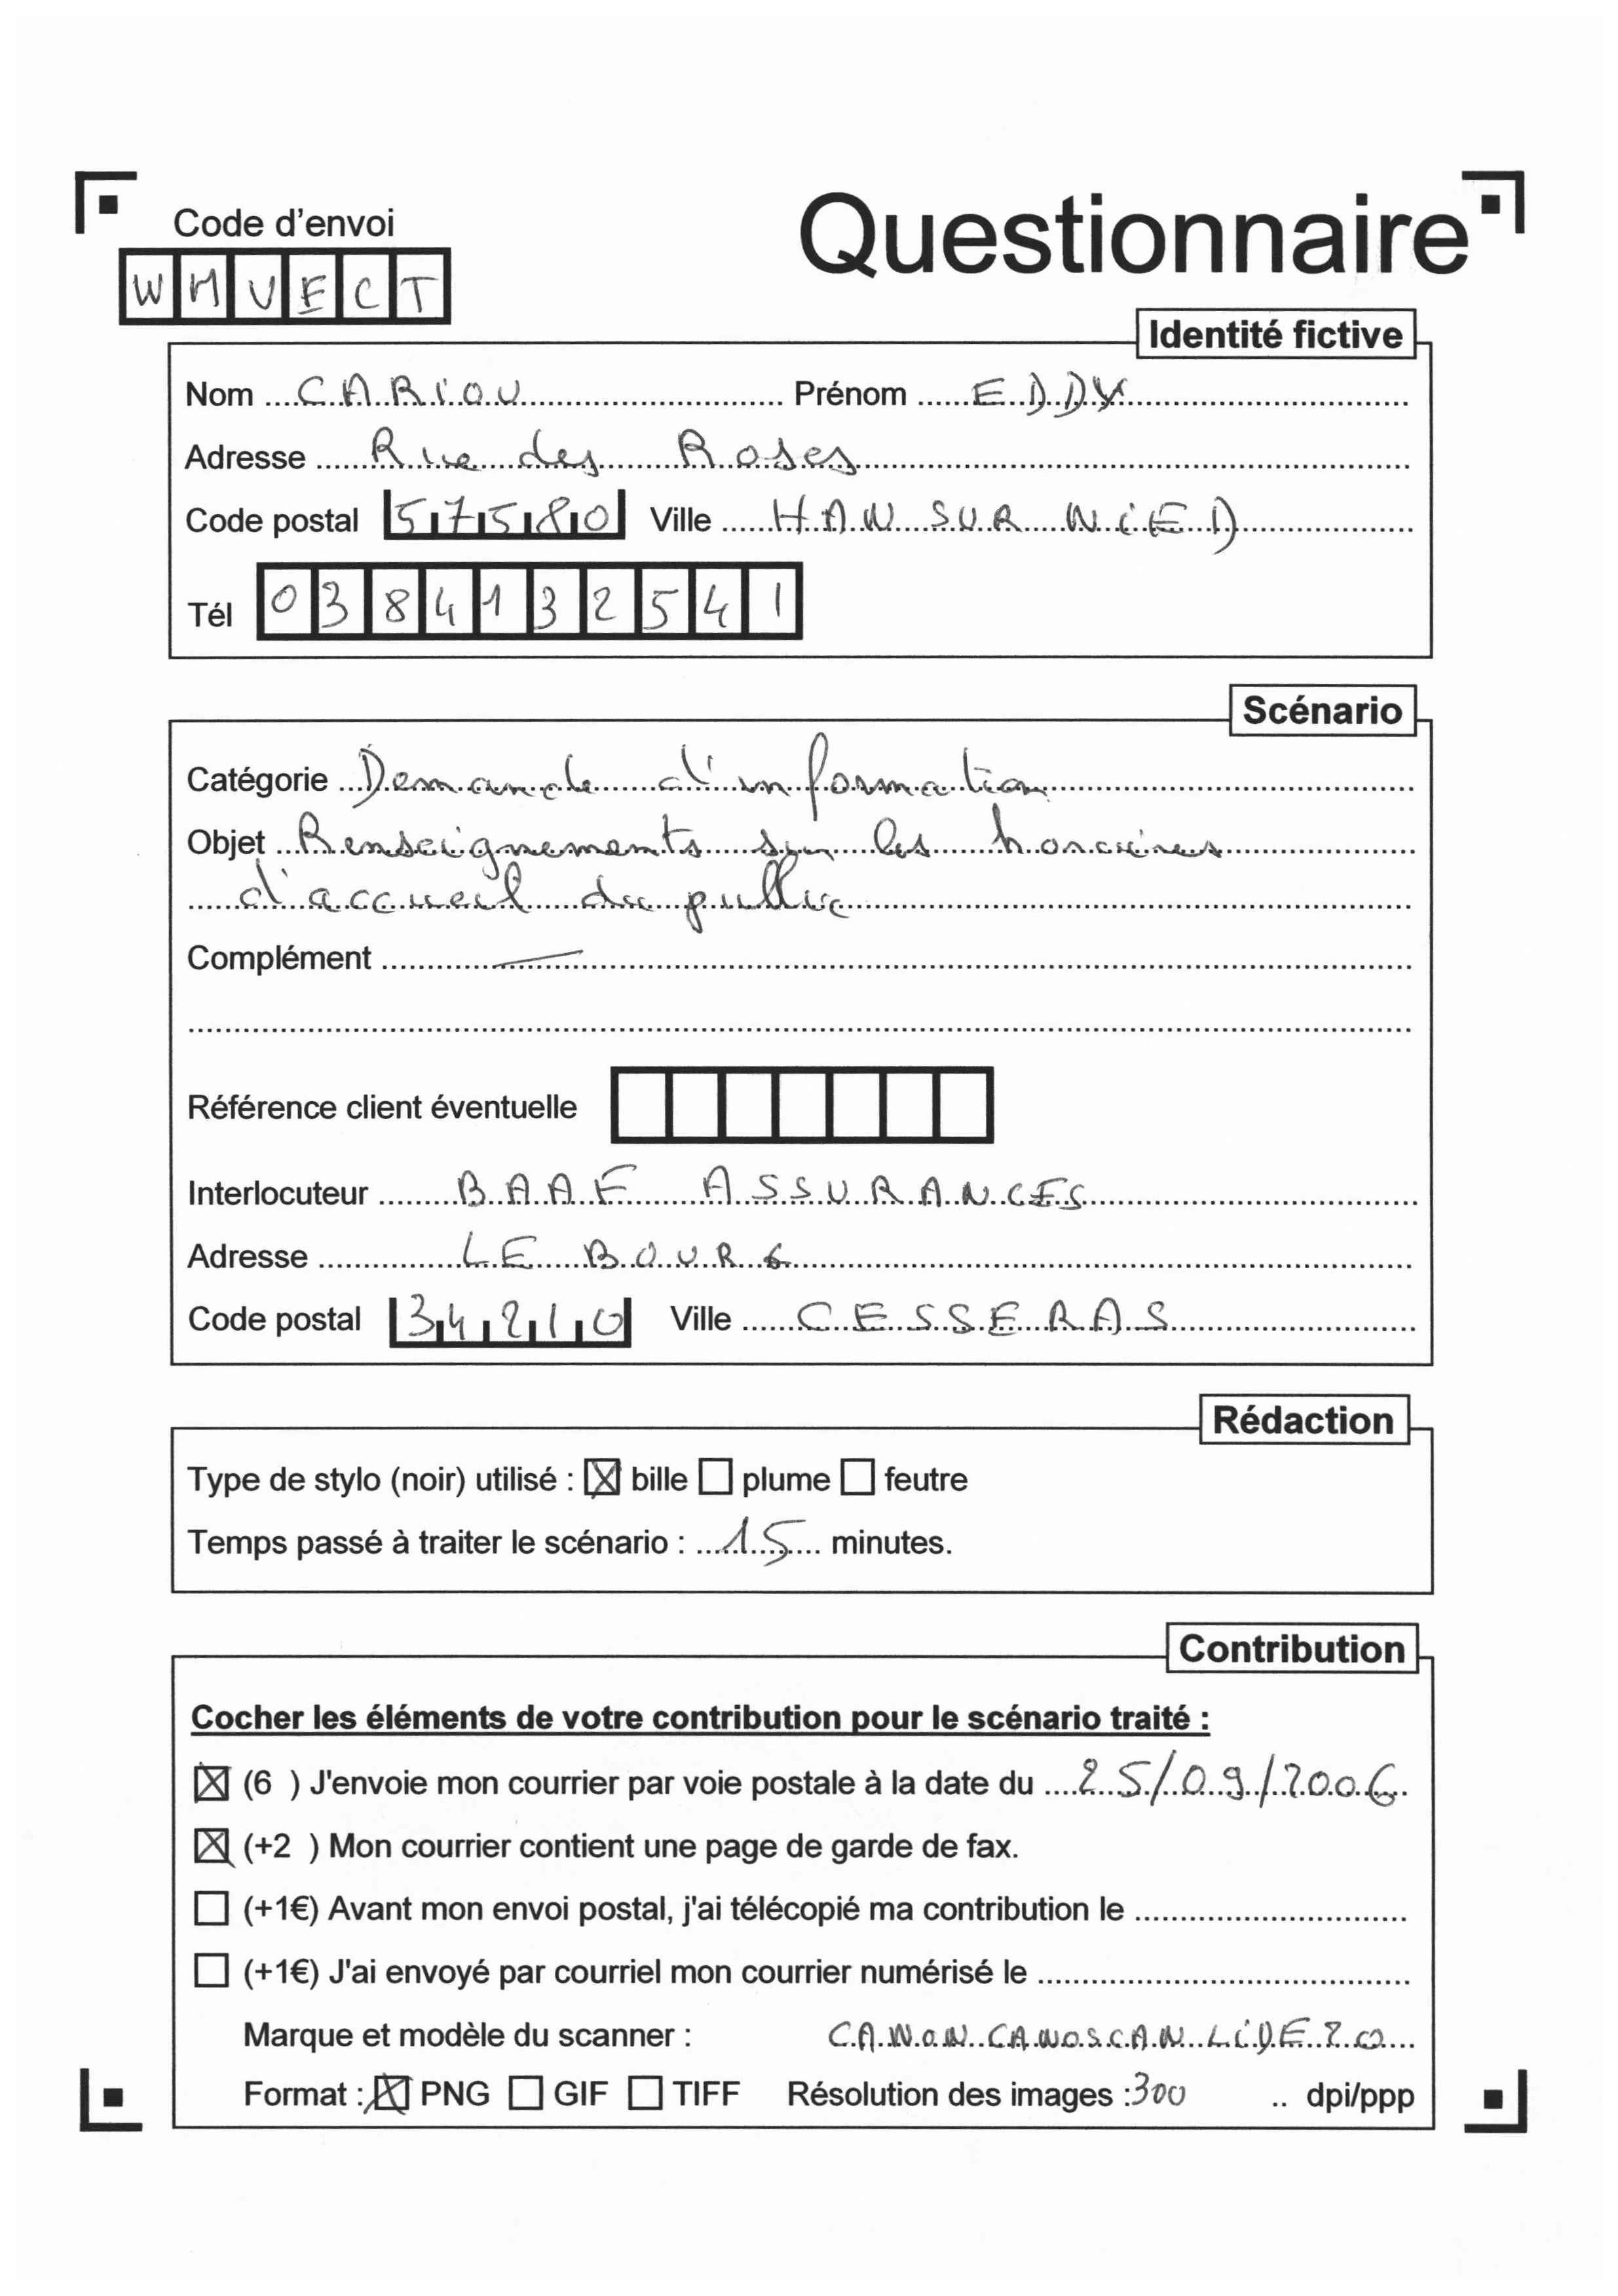 Code d'envoi
Questionnaire
WMVECT
Identité fictive
Nom CARIOU Prénom EDDY
Adresse Rue des Roses
Code postal 57580 Ville HAN SUR NIED
Tél 0384132541
Scénario
Catégorie Demande d'information
Objet Renseignements sur les horaires
d'accueil du public
Complément —
Référence client éventuelle
Interlocuteur BAAF ASSURANCES
Adresse LE BOURG
Code postal 34210 Ville CESSERAS
Rédaction
Type de stylo (noir) utilisé : ☒ bille ☐ plume ☐ feutre
Temps passé à traiter le scénario : 15 minutes.
Contribution
Cocher les éléments de votre contribution pour le scénario traité :
☒ (6 ) J'envoie mon courrier par voie postale à la date du 25/09/2006
☒ (+2 ) Mon courrier contient une page de garde de fax.
☐ (+1€) Avant mon envoi postal, j'ai télécopié ma contribution le
☐ (+1€) J'ai envoyé par courriel mon courrier numérisé le
Marque et modèle du scanner : CANON CANOSCAN LIDE 20
Format : ☒ PNG ☐ GIF ☐ TIFF Résolution des images : 300 .. dpi/ppp